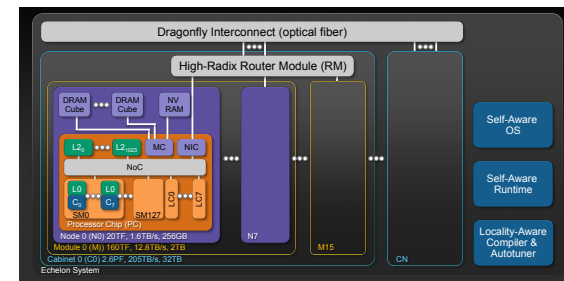 Dragonfly Interconnect (optical fiber)
High-Radix Router Module (RM)
DRAM
Cube
DRAM
Cube
NV
RAM
L2₀
L2₁₀₂₃
MC
NIC
NoC
L0
C₀
SM0
L0
C₇
SM127
LC0
LC7
Processor Chip (PC)
Node 0 (N0) 20TF, 1.6TB/s, 256GB
N7
Module 0 (M)) 160TF, 12.8TB/s, 2TB
M15
Cabinet 0 (C0) 2.6PF, 205TB/s, 32TB
CN
Echelon System
Self-Aware
OS
Self-Aware
Runtime
Locality-Aware
Compiler &
Autotuner